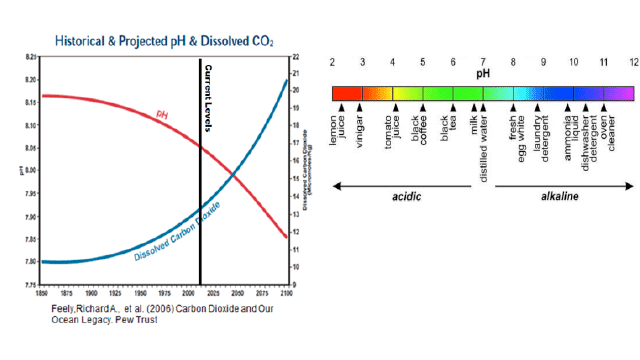 Historical & Projected pH & Dissolved CO₂
8.25
8.20
8.15
8.10
8.05
8.00
7.95
7.90
7.85
7.80
7.75
pH
pH
Dissolved Carbon Dioxide
Current Levels
22
21
20
19
18
17
16
15
14
13
12
11
10
9
Dissolved Carbon Dioxide
1850 1875 1900 1925 1950 1975 2000 2025 2050 2075 2100
Feely,Richard A., et al. (2006) Carbon Dioxide and Our
Ocean Legacy. Pew Trust
2 3 4 5 6 7 8 9 10 11 12
pH
lemon
juice
vinigar
tomato
juice
black
coffee
black
tea
milk
distilled water
fresh
egg white
laundry
detergent
ammonia
liquid
dishwasher
detergent
oven
cleaner
acidic
alkaline